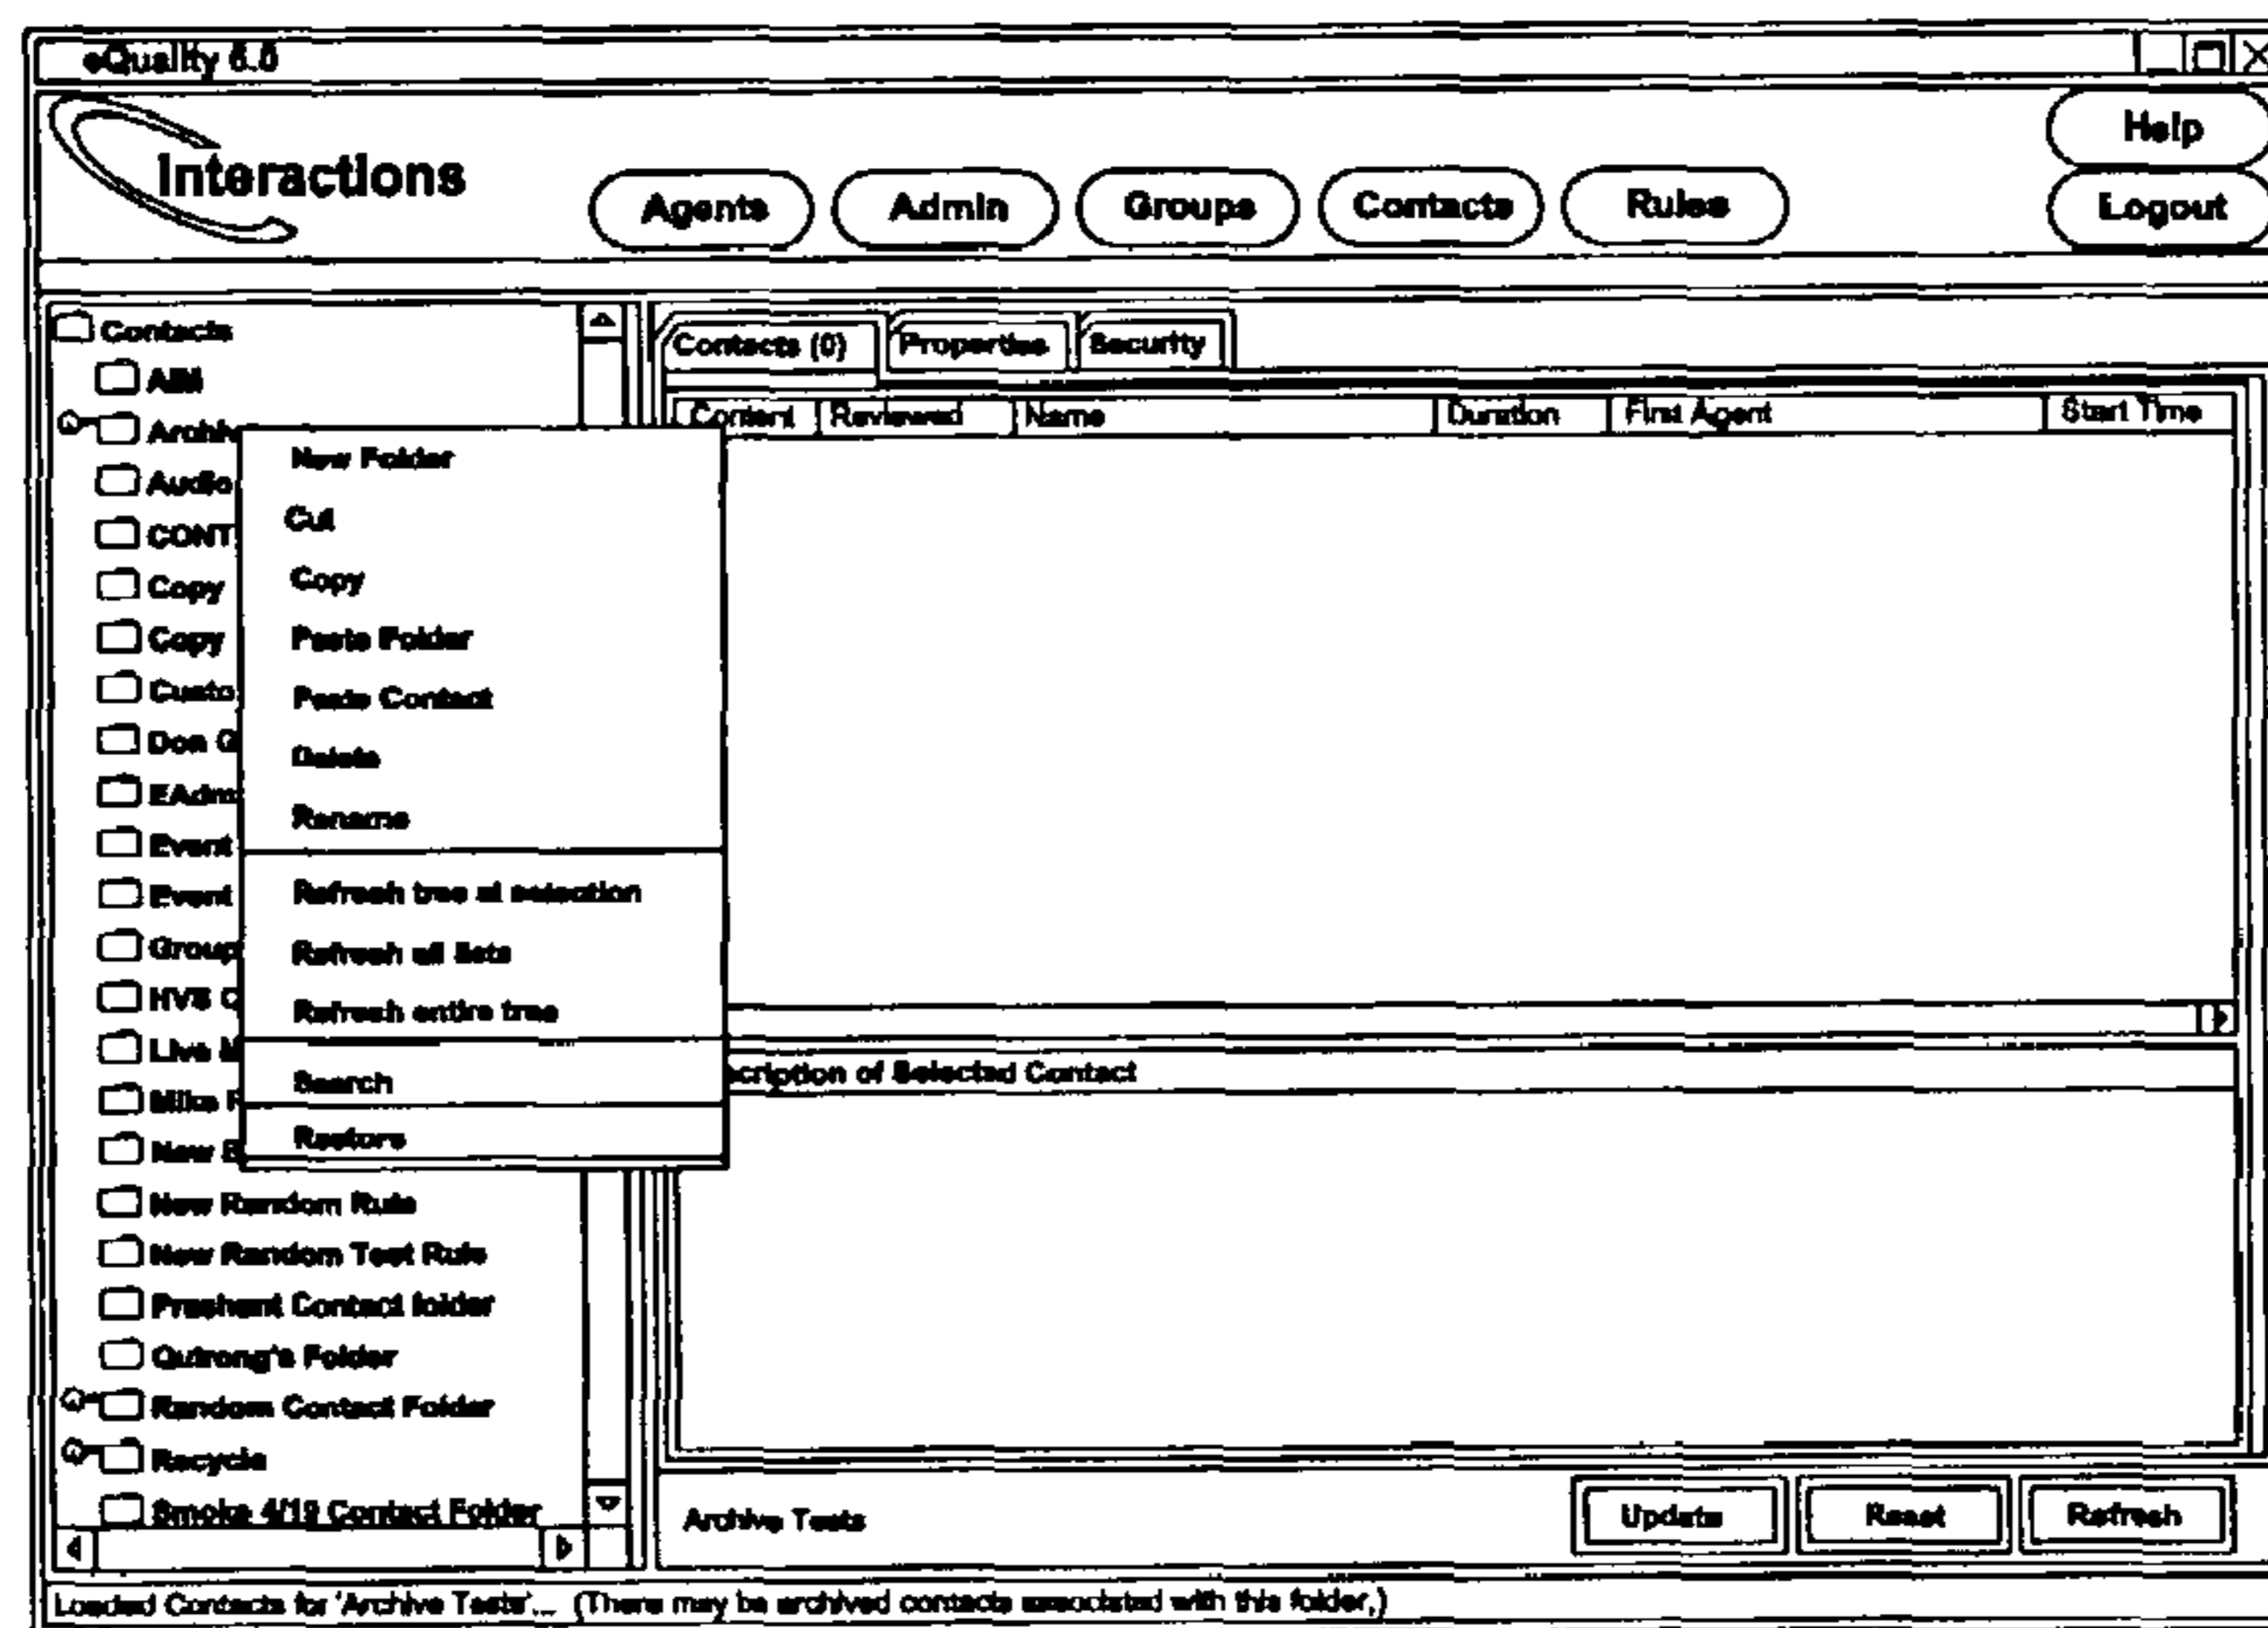 eQuality 6.0
Interactions
Agents
Admin
Groups
Contacts
Rules
Help
Logout
Contacts
AIM
Archiv
Audio
CONT
Copy
Copy
Custo
Don G
EAdm
Event
Event
Group
HVS C
Live M
Mike
New
New Random Rule
New Random Test Rule
Prashant Contact folder
Folder
Random Contact Folder
Recycle
Smoke 4/19 Contact Folder
New Folder
Cut
Copy
Paste Folder
Paste Contact
Delete
Rename
Refresh tree at selection
Refresh all lists
Refresh entire tree
Search
Restore
Contacts (0)
Properties
Security
Content Reviewed Name Duration First Agent Start Time
scription of Selected Contact
Archive Tests
Update
Reset
Refresh
Loaded Contacts for 'Archive Tests'... (There may be archived contacts associated with this folder,)